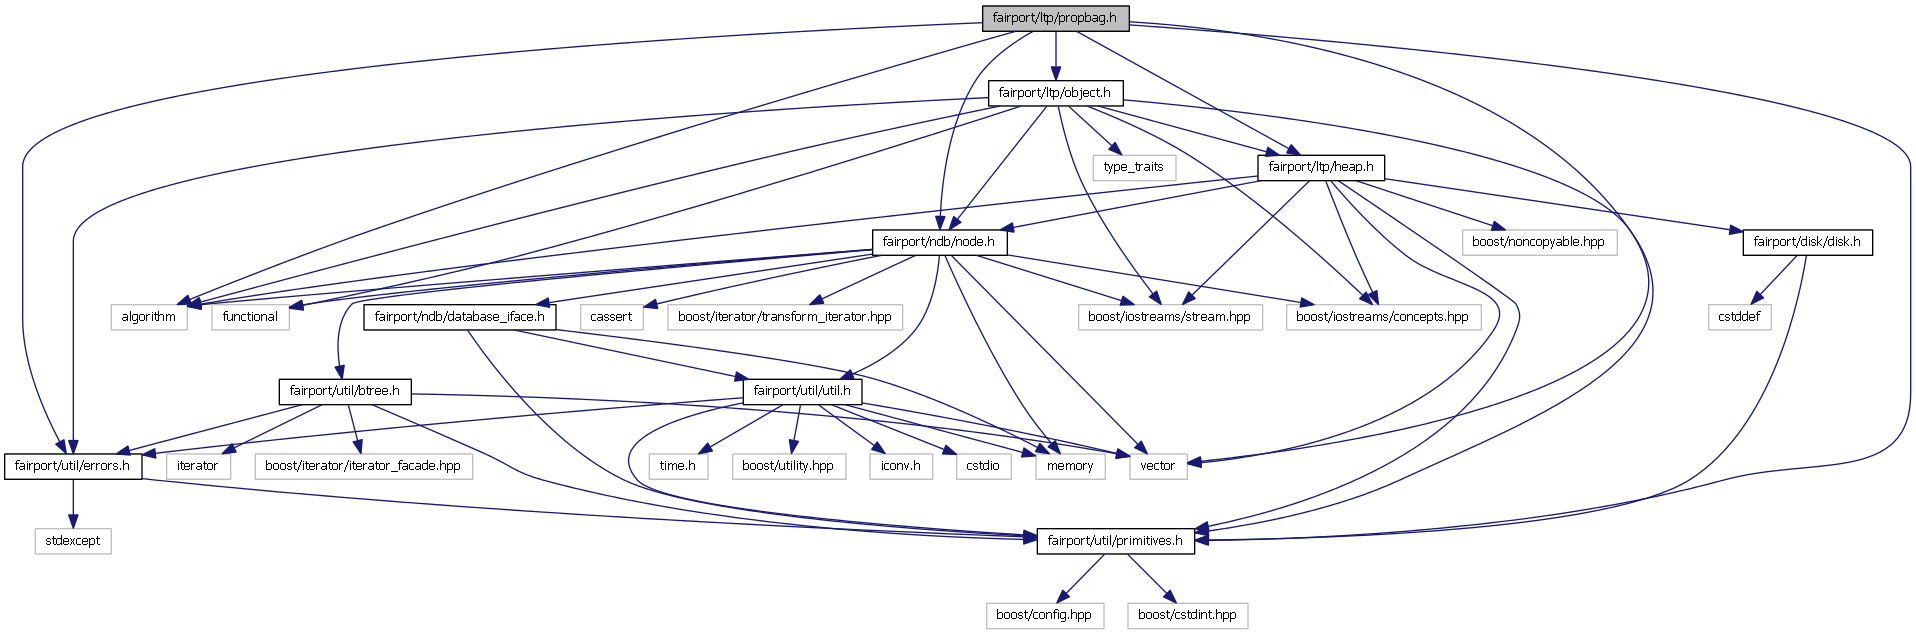 fairport/ltp/propbag.h
fairport/ltp/object.h
type_traits
fairport/ltp/heap.h
fairport/ndb/node.h
boost/noncopyable.hpp
fairport/disk/disk.h
algorithm
functional
fairport/ndb/database_iface.h
cassert
boost/iterator/transform_iterator.hpp
boost/iostreams/stream.hpp
boost/iostreams/concepts.hpp
cstddef
fairport/util/btree.h
fairport/util/util.h
fairport/util/errors.h
iterator
boost/iterator/iterator_facade.hpp
time.h
boost/utility.hpp
iconv.h
cstdio
memory
vector
stdexcept
fairport/util/primitives.h
boost/config.hpp
boost/cstdint.hpp